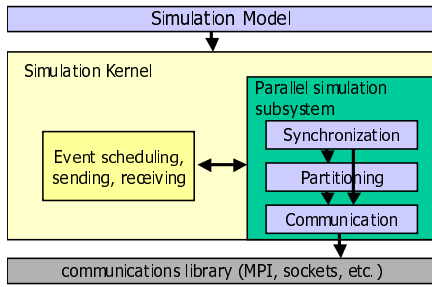 Simulation Model
Simulation Kernel
Parallel simulation
subsystem
Synchronization
Event scheduling,
sending, receiving
Partitioning
Communication
communications library (MPI, sockets, etc.)